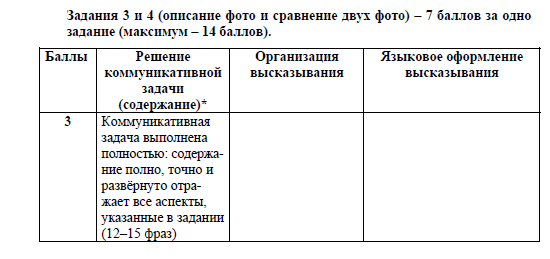 Задания 3 и 4 (описание фото и сравнение двух фото) – 7 баллов за одно
задание (максимум – 14 баллов).
Баллы
Решение
коммуникативной
задачи
(содержание)*
Организация
высказывания
Языковое оформление
высказывания
3
Коммуникативная
задача выполнена
полностью: содержа-
ние полно, точно и
развёрнуто отра-
жает все аспекты,
указанные в задании
(12–15 фраз)